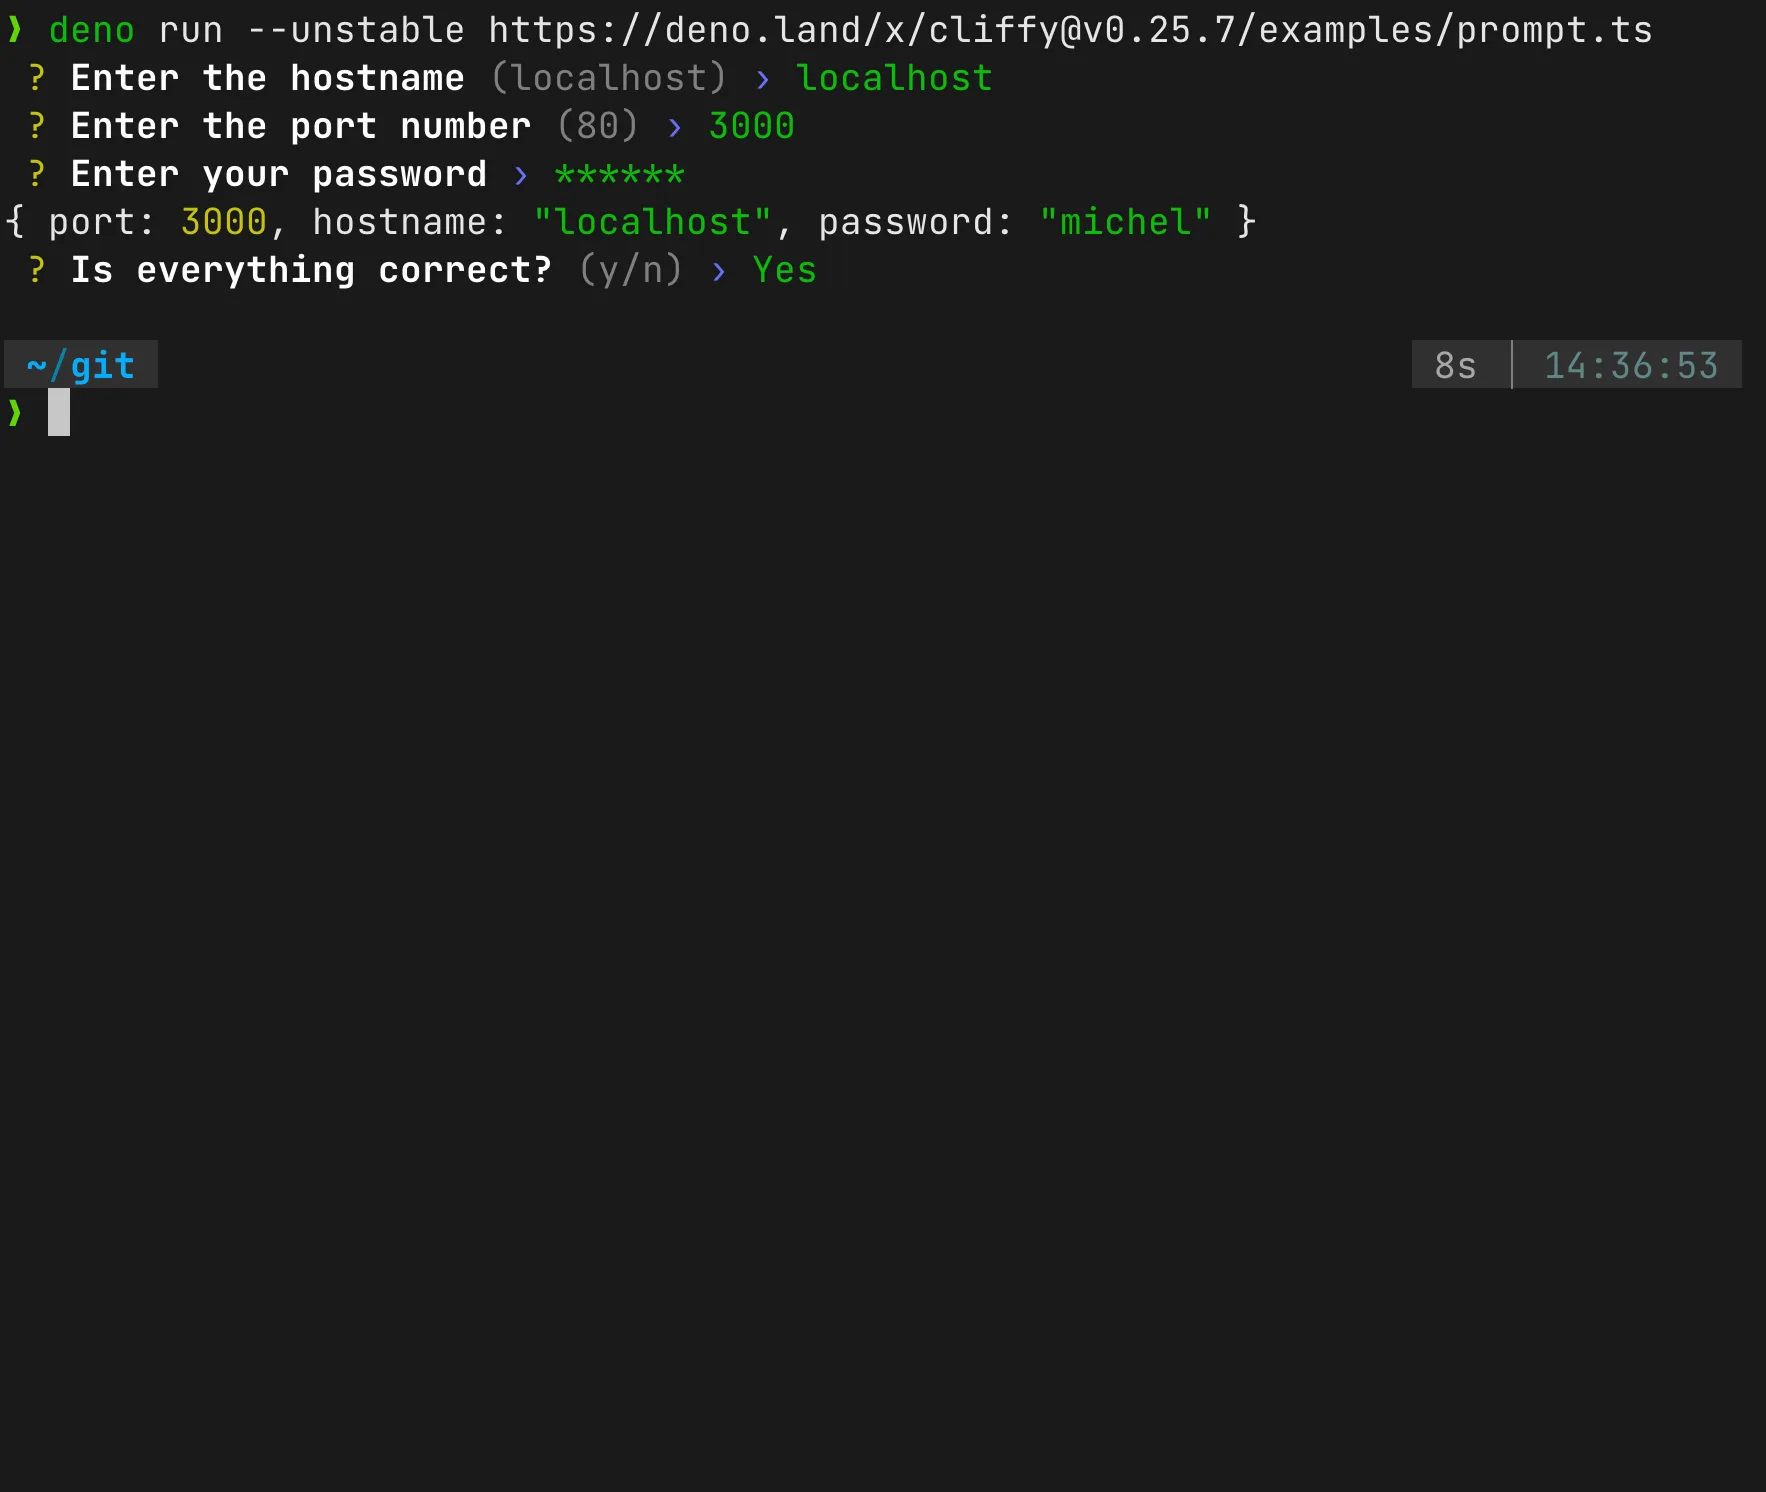 ❱ deno run --unstable https://deno.land/x/cliffy@v0.25.7/examples/prompt.ts
? Enter the hostname (localhost) › localhost
? Enter the port number (80) › 3000
? Enter your password › ******
{ port: 3000, hostname: "localhost", password: "michel" }
? Is everything correct? (y/n) › Yes
~/git 8s │ 14:36:53
❱